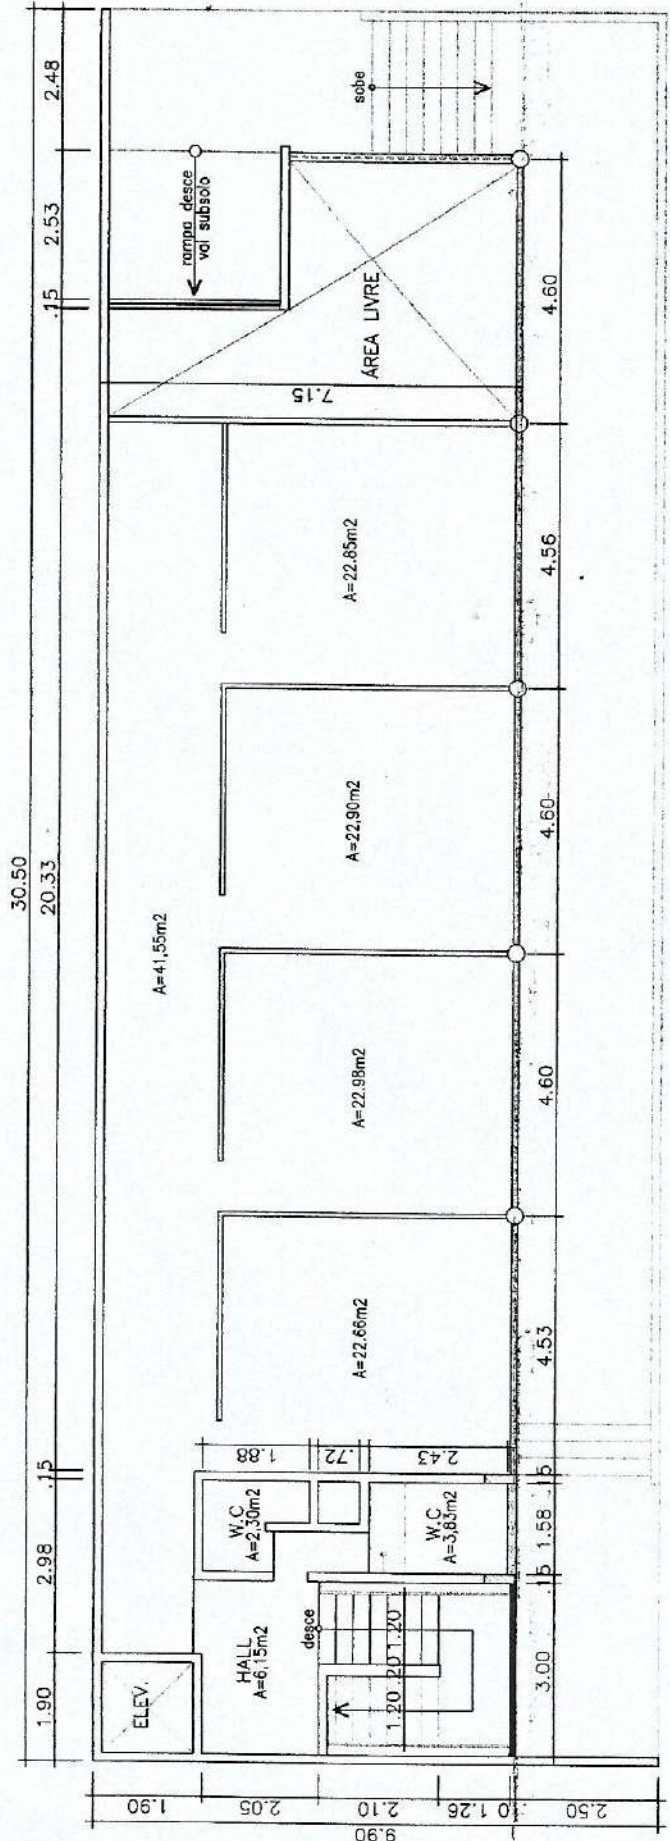 30.50
2.48
2.53
.15
20.33
.15
2.98
1.90
sobe
rampa desce
vai subsolo
ÁREA LIVRE
7.15
4.60
A=22.85m2
4.56
A=22,90m2
4.60
A=41,55m2
A=22.98m2
4.60
A=22.66m2
4.53
1.88
.72
2.43
.15
W.C
A=2,30m2
W.C
A=3,83m2
1.58
.15
HALL
A=6,15m2
desce
1.20 .20 1.20
3.00
ELEV.
1.90
2.05
2.10
1.26
2.50
9.90